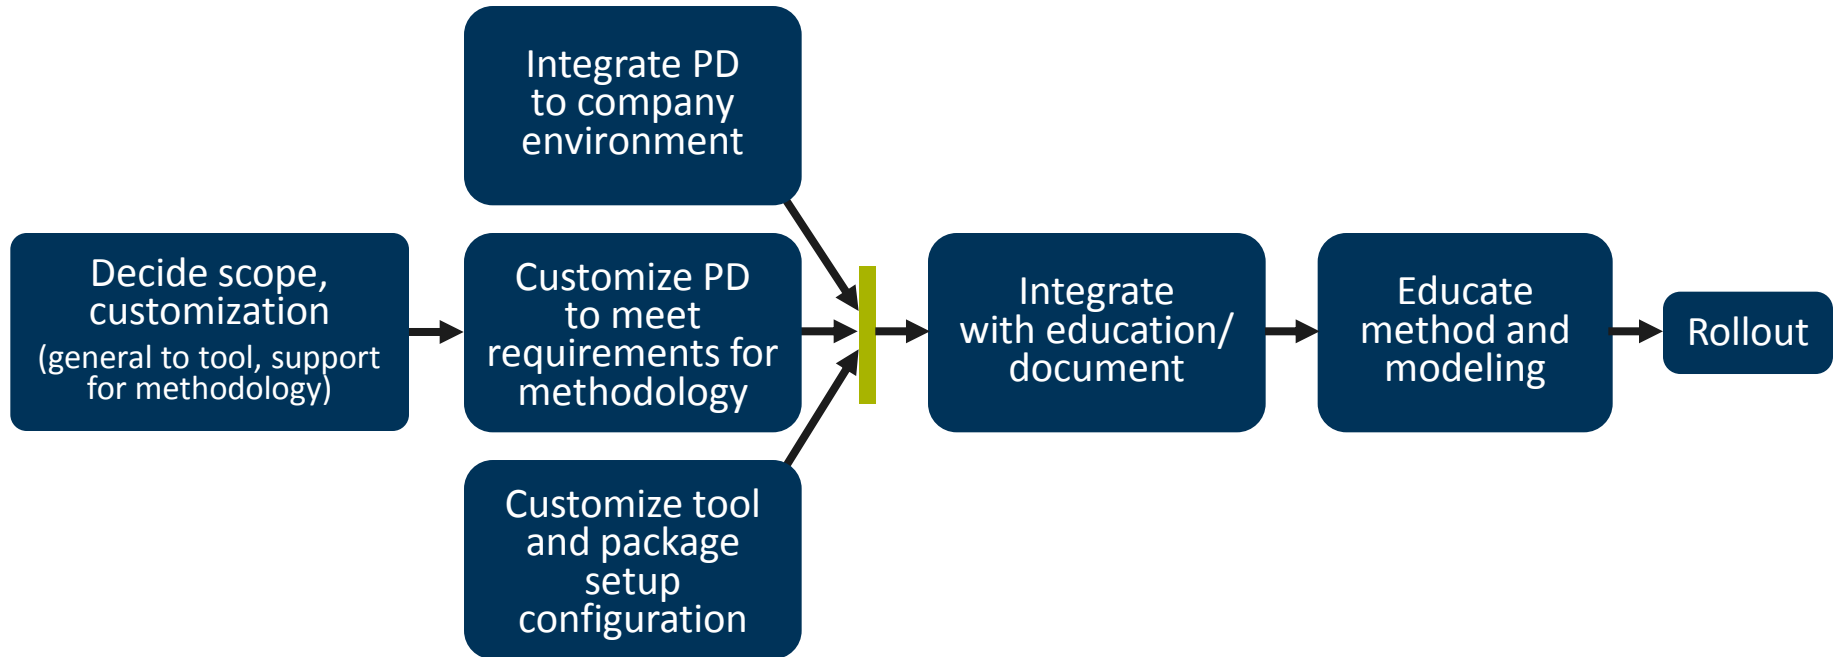 Decide scope,
customization
(general to tool, support
for methodology)
Integrate PD
to company
environment
Customize PD
to meet
requirements for
methodology
Customize tool
and package
setup
configuration
Integrate
with education/
document
Educate
method and
modeling
Rollout